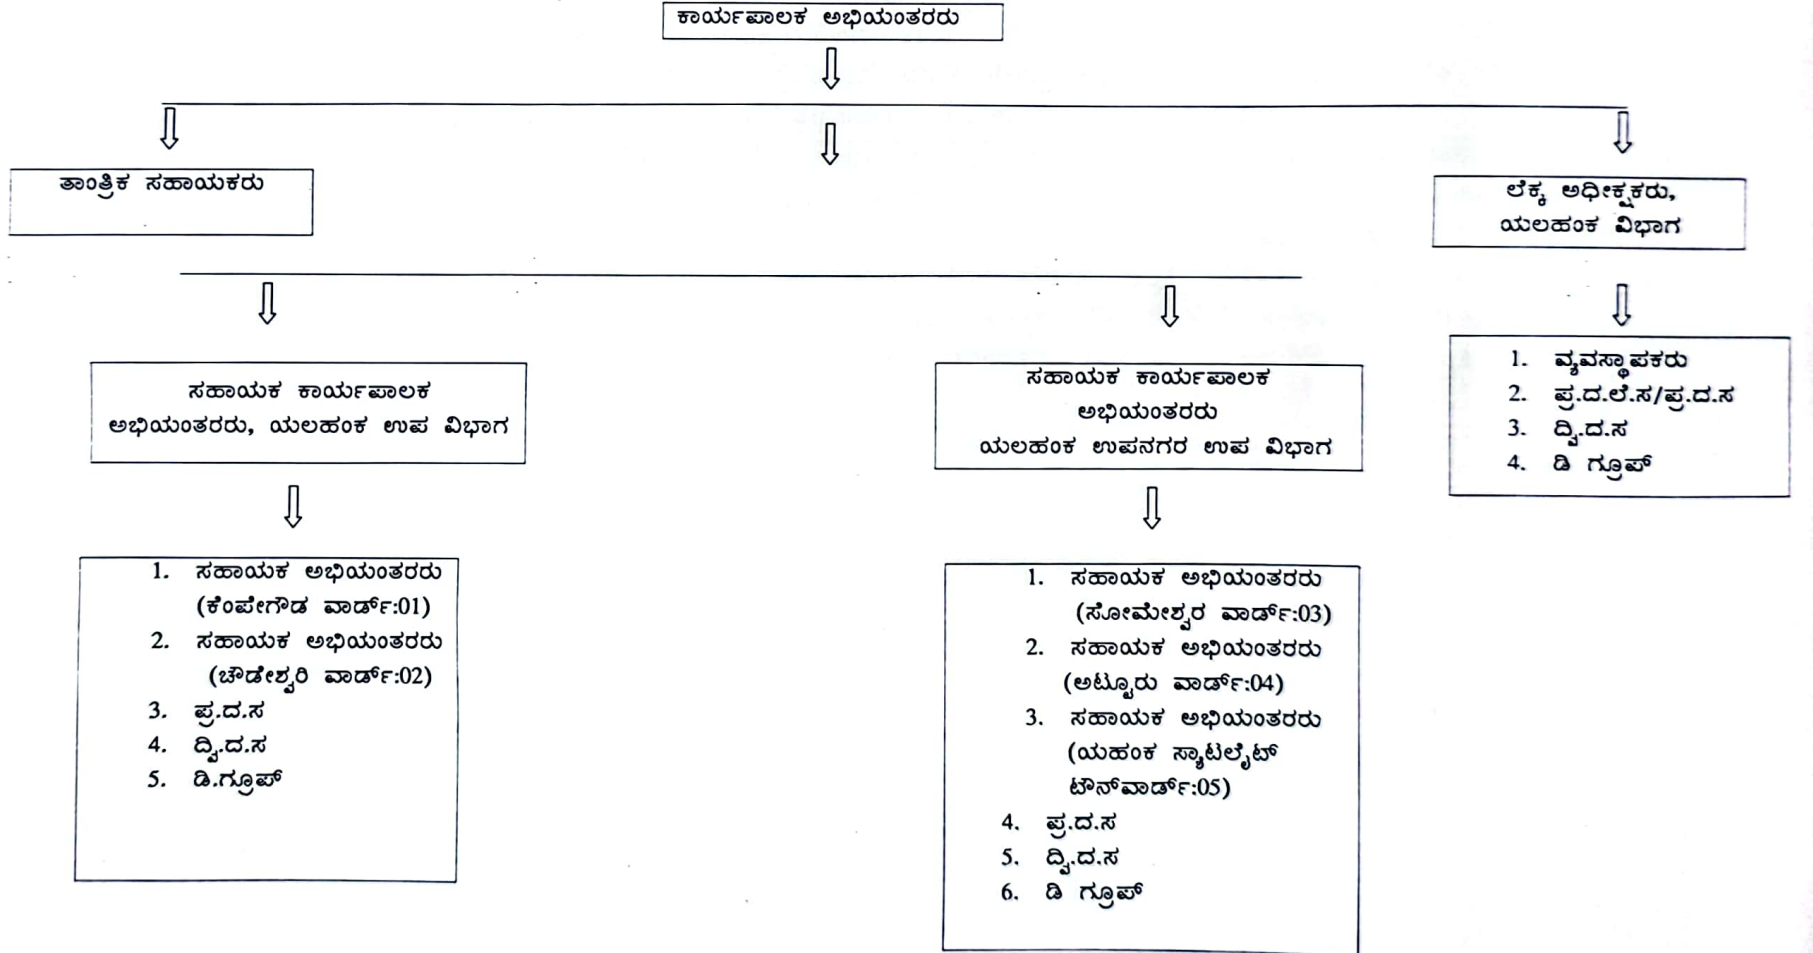 ಕಾರ್ಯಪಾಲಕ ಅಭಿಯಂತರರು
ತಾಂತ್ರಿಕ ಸಹಾಯಕರು
ಲೆಕ್ಕ ಅಧೀಕ್ಷಕರು,
ಯಲಹಂಕ ವಿಭಾಗ
ಸಹಾಯಕ ಕಾರ್ಯಪಾಲಕ
ಅಭಿಯಂತರರು, ಯಲಹಂಕ ಉಪ ವಿಭಾಗ
ಸಹಾಯಕ ಕಾರ್ಯಪಾಲಕ
ಅಭಿಯಂತರರು
ಯಲಹಂಕ ಉಪನಗರ ಉಪ ವಿಭಾಗ
1. ವ್ಯವಸ್ಥಾಪಕರು
2. ಪ್ರ.ದ.ಲೆ.ಸ/ಪ್ರ.ದ.ಸ
3. ದ್ವಿ.ದ.ಸ
4. ಡಿ ಗ್ರೂಪ್
1. ಸಹಾಯಕ ಅಭಿಯಂತರರು
(ಕೆಂಪೇಗೌಡ ವಾರ್ಡ್:01)
2. ಸಹಾಯಕ ಅಭಿಯಂತರರು
(ಚೌಡೇಶ್ವರಿ ವಾರ್ಡ್:02)
3. ಪ್ರ.ದ.ಸ
4. ದ್ವಿ.ದ.ಸ
5. ಡಿ.ಗ್ರೂಪ್
1. ಸಹಾಯಕ ಅಭಿಯಂತರರು
(ಸೋಮೇಶ್ವರ ವಾರ್ಡ್:03)
2. ಸಹಾಯಕ ಅಭಿಯಂತರರು
(ಅಟ್ಟೂರು ವಾರ್ಡ್:04)
3. ಸಹಾಯಕ ಅಭಿಯಂತರರು
(ಯಹಂಕ ಸ್ಯಾಟಲೈಟ್
ಟೌನ್‌ವಾರ್ಡ್:05)
4. ಪ್ರ.ದ.ಸ
5. ದ್ವಿ.ದ.ಸ
6. ಡಿ ಗ್ರೂಪ್